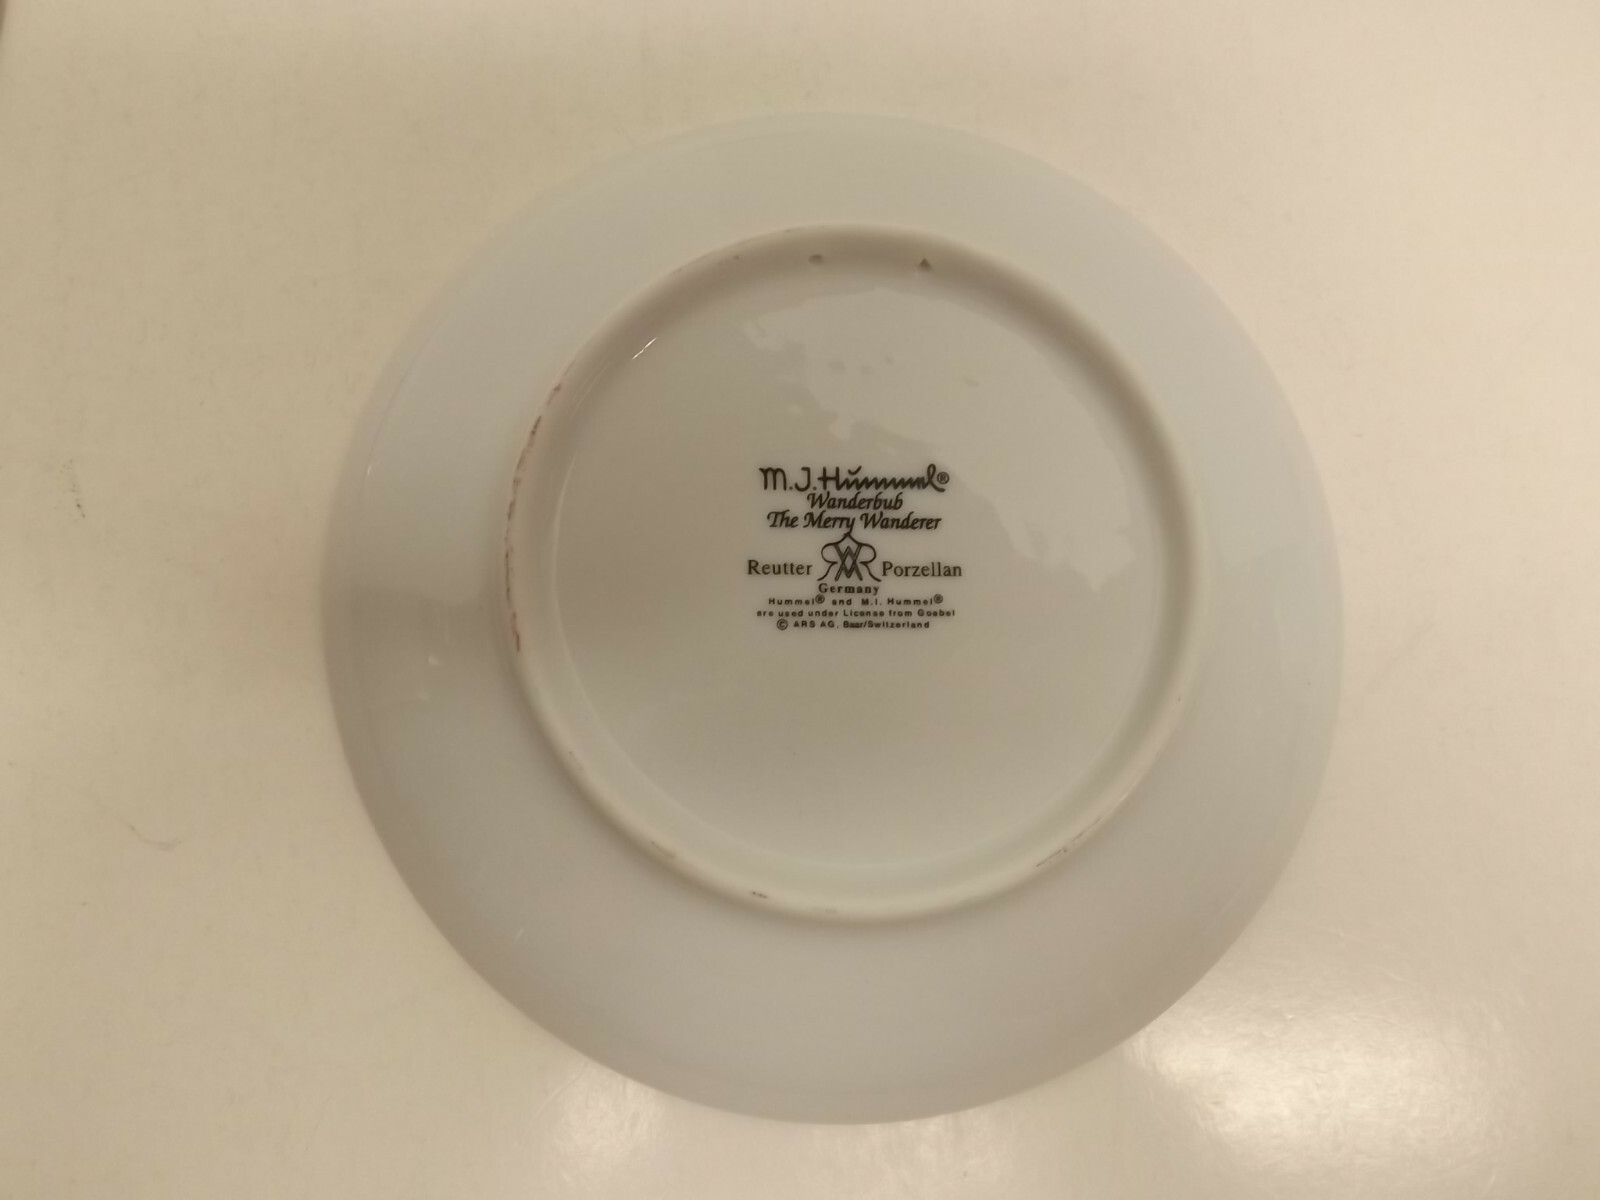 M.J. Hummel®
Wanderbub
The Merry Wanderer
Reutter Porzellan
Germany
Hummel® and M.I. Hummel®
are used under License from Goebel
© ARS AG, Baar/Switzerland